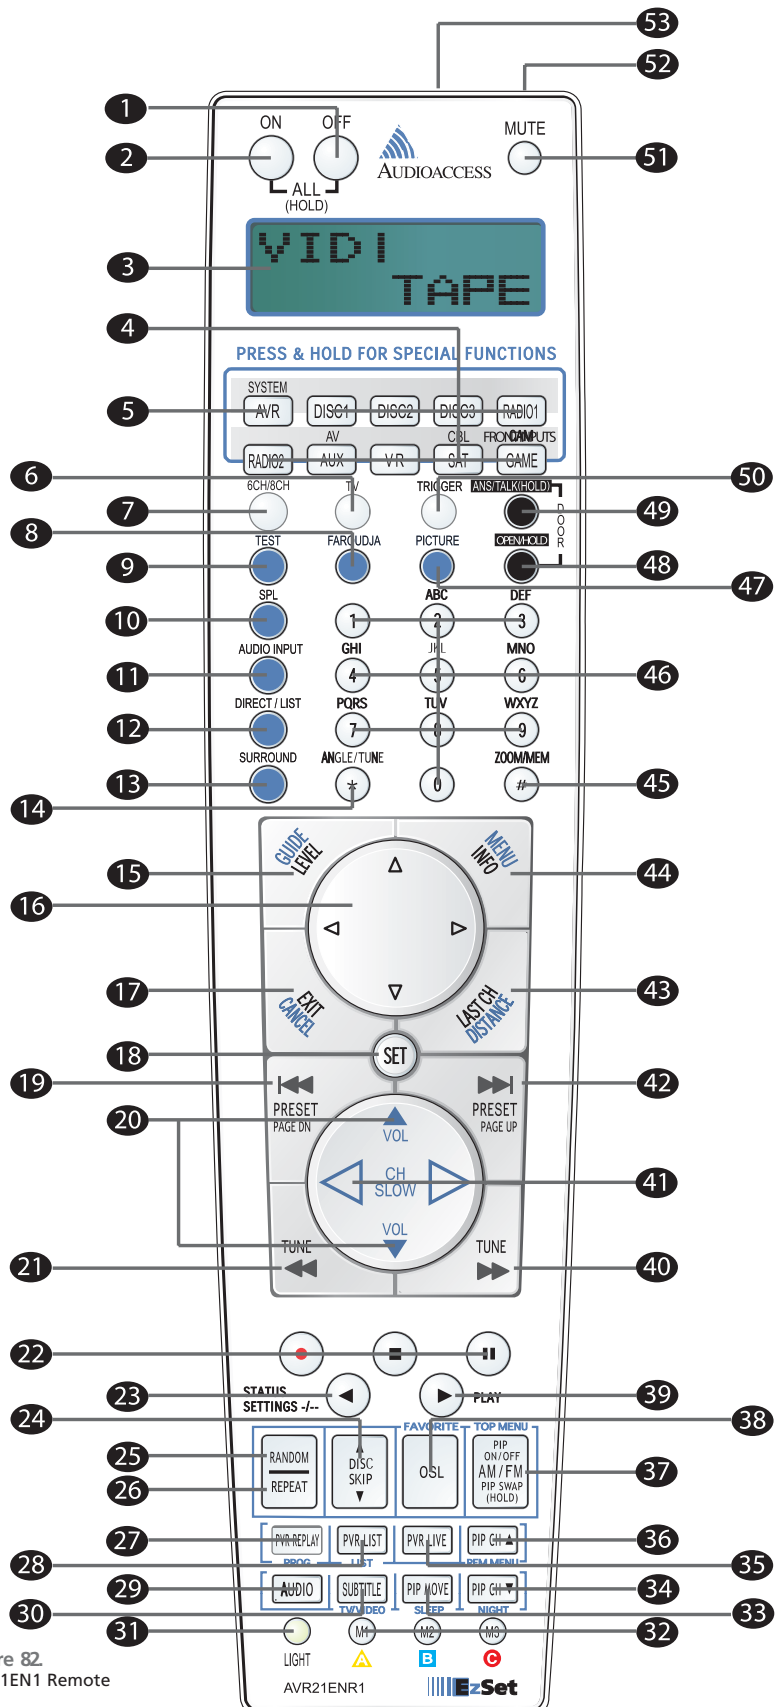 53
52
1
ON OFF MUTE
2
51
AUDIOACCESS
ALL
(HOLD)
3
VID1
TAPE
4
PRESS & HOLD FOR SPECIAL FUNCTIONS
SYSTEM
5
AVR DISC1 DISC2 DISC3 RADIO1
AV CBL FRONT INPUTS
CAM
RADIO2 AUX VR SAT GAME
6
50
6CH/8CH TV TRIGGER ANS/TALK(HOLD)
7
49
DOOR
8
TEST FAROUDJA PICTURE OPEN/HOLD
9
48
47
SPL ABC DEF
10
1 2 3
AUDIO INPUT GHI JKL MNO
11
4 5 6
46
DIRECT / LIST PQRS TUV WXYZ
12
7 8 9
SURROUND ANGLE/TUNE ZOOM/MEM
13
* 0 #
45
14
GUIDE
LEVEL
MENU
INFO
15
44
16
17
43
EXIT
CANCEL
LAST CH
DISTANCE
18
SET
19
42
PRESET
PAGE DN
PRESET
PAGE UP
20
VOL
CH
SLOW
41
VOL
TUNE TUNE
21
40
22
23
39
STATUS
SETTINGS -/--
PLAY
24
38
FAVORITE TOP MENU
25
RANDOM
REPEAT
26
DISC
SKIP
OSL
PIP
ON/OFF
AM/FM
PIP SWAP
(HOLD)
37
27
36
PVR REPLAY PVR LIST PVR LIVE PIP CH
PROG LIST REM MENU
28
35
29
34
AUDIO SUBTITLE PIP MOVE PIP CH
30
33
TV/VIDEO SLEEP NIGHT
31
M1 M2 M3
32
LIGHT A B C
re 82.
1EN1 Remote
AVR21ENR1 EzSet